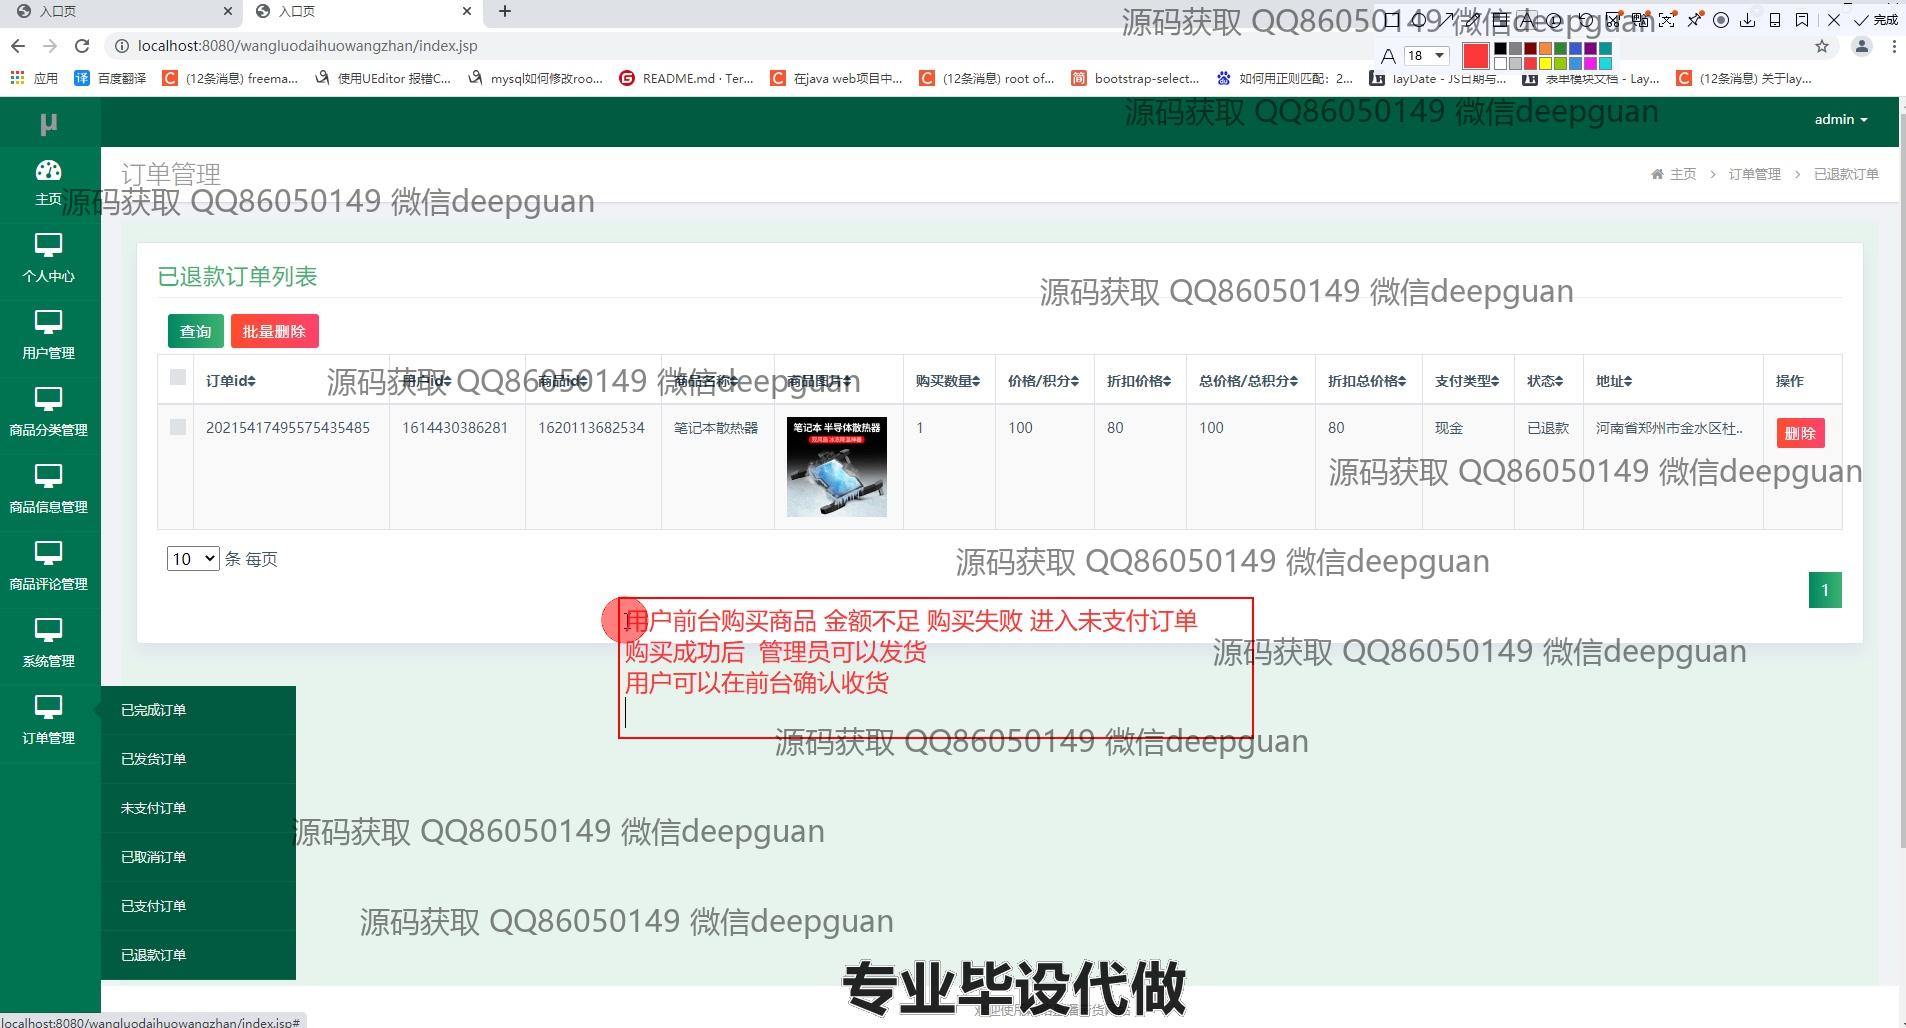 入口页
入口页
localhost:8080/wangluodaihuowangzhan/index.jsp
18
完成
应用
百度翻译
(12条消息) freema...
使用UEditor 报错C...
mysql如何修改roo...
README.md · Ter...
在java web项目中...
(12条消息) root of...
bootstrap-select...
如何用正则匹配：2...
layDate - JS日期与...
表单模块文档 - Lay...
(12条消息) 关于lay...
源码获取 QQ86050149 微信deepguan
源码获取 QQ86050149 微信deepguan
μ
admin
订单管理
主页 > 订单管理 > 已退款订单
源码获取 QQ86050149 微信deepguan
主页
个人中心
用户管理
商品分类管理
商品信息管理
商品评论管理
系统管理
订单管理
已退款订单列表
源码获取 QQ86050149 微信deepguan
查询 批量删除
订单id 用户id 商品id 商品名称 商品图片 购买数量 价格/积分 折扣价格 总价格/总积分 折扣总价格 支付类型 状态 地址 操作
源码获取 QQ86050149 微信deepguan
20215417495575435485 1614430386281 1620113682534 笔记本散热器 1 100 80 100 80 现金 已退款 河南省郑州市金水区杜.. 删除
笔记本 半导体散热器
源码获取 QQ86050149 微信deepguan
10 条 每页
源码获取 QQ86050149 微信deepguan
1
用户前台购买商品 金额不足 购买失败 进入未支付订单
购买成功后 管理员可以发货
用户可以在前台确认收货
源码获取 QQ86050149 微信deepguan
源码获取 QQ86050149 微信deepguan
已完成订单
已发货订单
未支付订单
已取消订单
已支付订单
已退款订单
源码获取 QQ86050149 微信deepguan
源码获取 QQ86050149 微信deepguan
专业毕设代做
localhost:8080/wangluodaihuowangzhan/index.jsp#